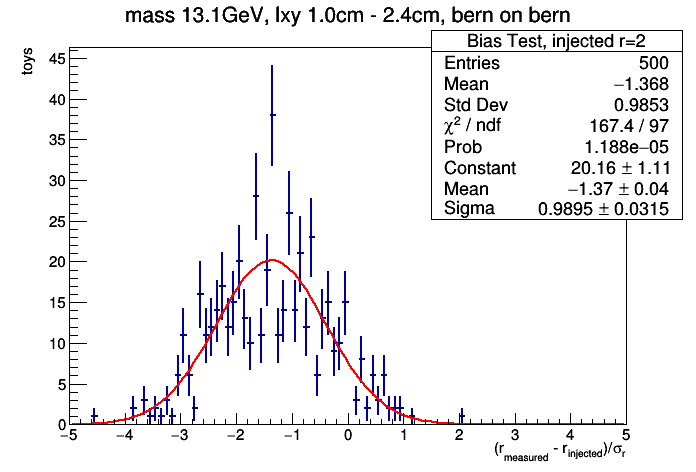 mass 13.1GeV, lxy 1.0cm - 2.4cm, bern on bern
Bias Test, injected r=2
Entries 500
Mean −1.368
Std Dev 0.9853
χ² / ndf 167.4 / 97
Prob 1.188e−05
Constant 20.16 ± 1.11
Mean −1.37 ± 0.04
Sigma 0.9895 ± 0.0315
toys
45
40
35
30
25
20
15
10
5
0
−5 −4 −3 −2 −1 0 1 2 3 4 5
(r_measured - r_injected)/σ_r